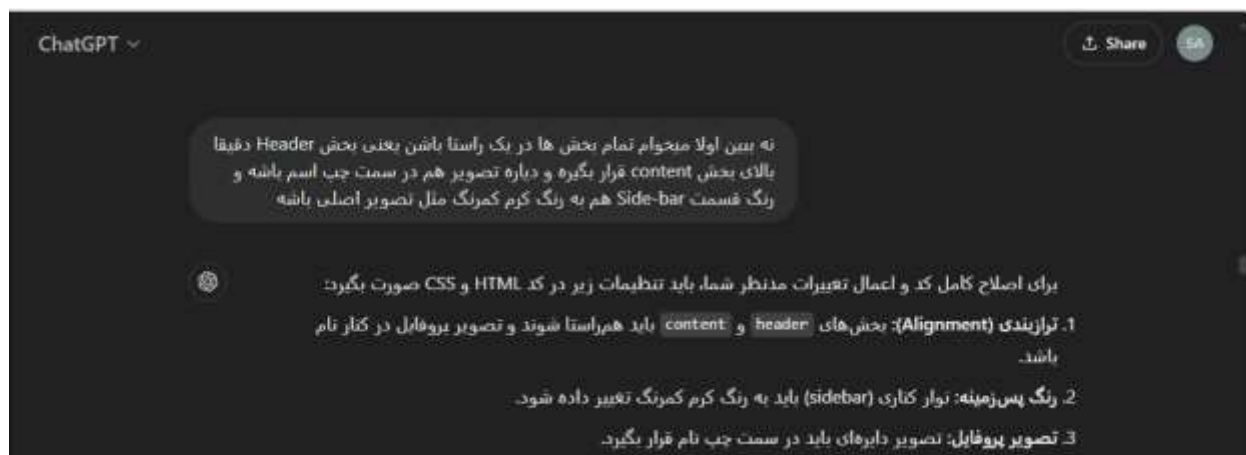 ChatGPT
Share
SA
نه ببین اولا میخوام تمام بخش ها در یک راستا باشن یعنی بخش Header دقیقا
بالای بخش content قرار بگیره و دباره تصویر هم در سمت چپ اسم باشه و
رنگ قسمت Side-bar هم به رنگ کرم کمرنگ مثل تصویر اصلی باشه
برای اصلاح کامل کد و اعمال تغییرات مدنظر شما، باید تنظیمات زیر در کد HTML و CSS صورت بگیرد:
1. ترازبندی (Alignment): بخش‌های header و content باید هم‌راستا شوند و تصویر پروفایل در کنار نام
باشد.
2. رنگ پس‌زمینه: نوار کناری (sidebar) باید به رنگ کرم کمرنگ تغییر داده شود.
3. تصویر پروفایل: تصویر دایره‌ای باید در سمت چپ نام قرار بگیرد.